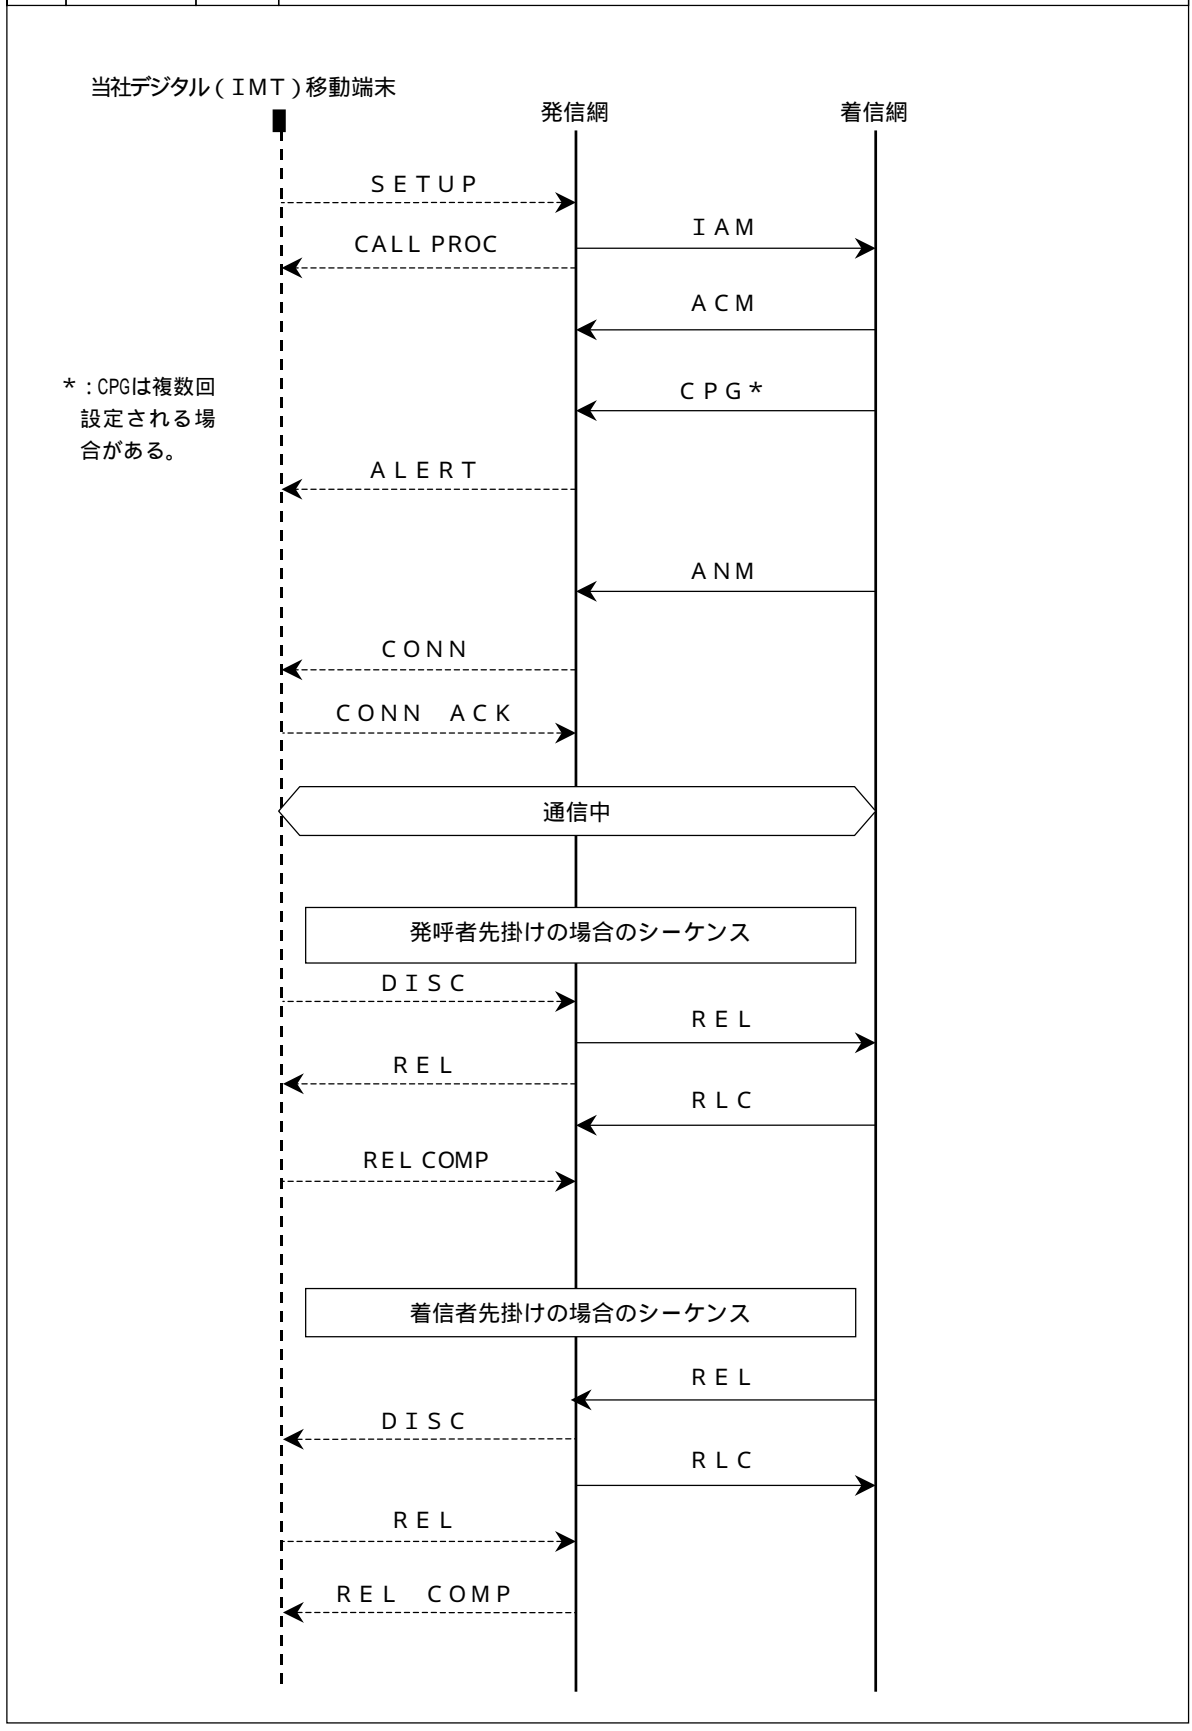 当社デジタル(IMT)移動端末
発信網
着信網
SETUP
IAM
CALL PROC
ACM
*:CPGは複数回
設定される場
合がある。
CPG*
ALERT
ANM
CONN
CONN ACK
通信中
発呼者先掛けの場合のシーケンス
DISC
REL
REL
RLC
REL COMP
着信者先掛けの場合のシーケンス
REL
DISC
RLC
REL
REL COMP